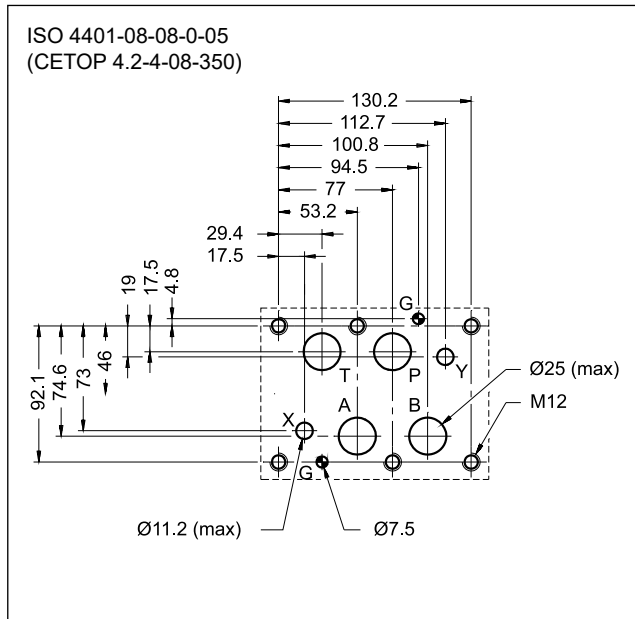 ISO 4401-08-08-0-05
(CETOP 4.2-4-08-350)
130.2
112.7
100.8
94.5
77
53.2
29.4
17.5
19
17.5
4.8
G
92.1
74.6
73
46
T
P
Y
Ø25 (max)
X
A
B
M12
G
Ø11.2 (max)
Ø7.5